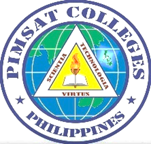 PIMSAT COLLEGES
SCIENTIA
TECHNOLOGIA
VIRTUS
PHILIPPINES